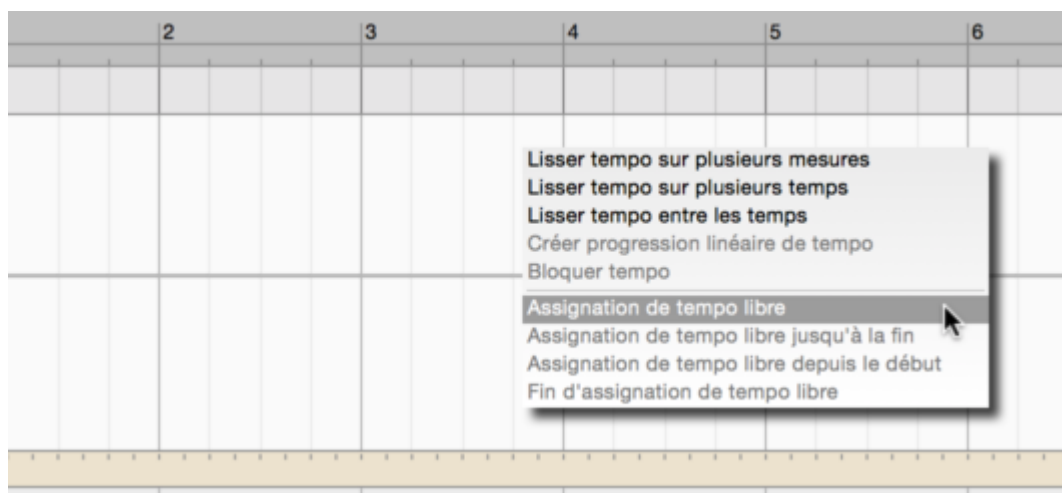 2 3 4 5 6
Lisser tempo sur plusieurs mesures
Lisser tempo sur plusieurs temps
Lisser tempo entre les temps
Créer progression linéaire de tempo
Bloquer tempo
Assignation de tempo libre
Assignation de tempo libre jusqu'à la fin
Assignation de tempo libre depuis le début
Fin d'assignation de tempo libre